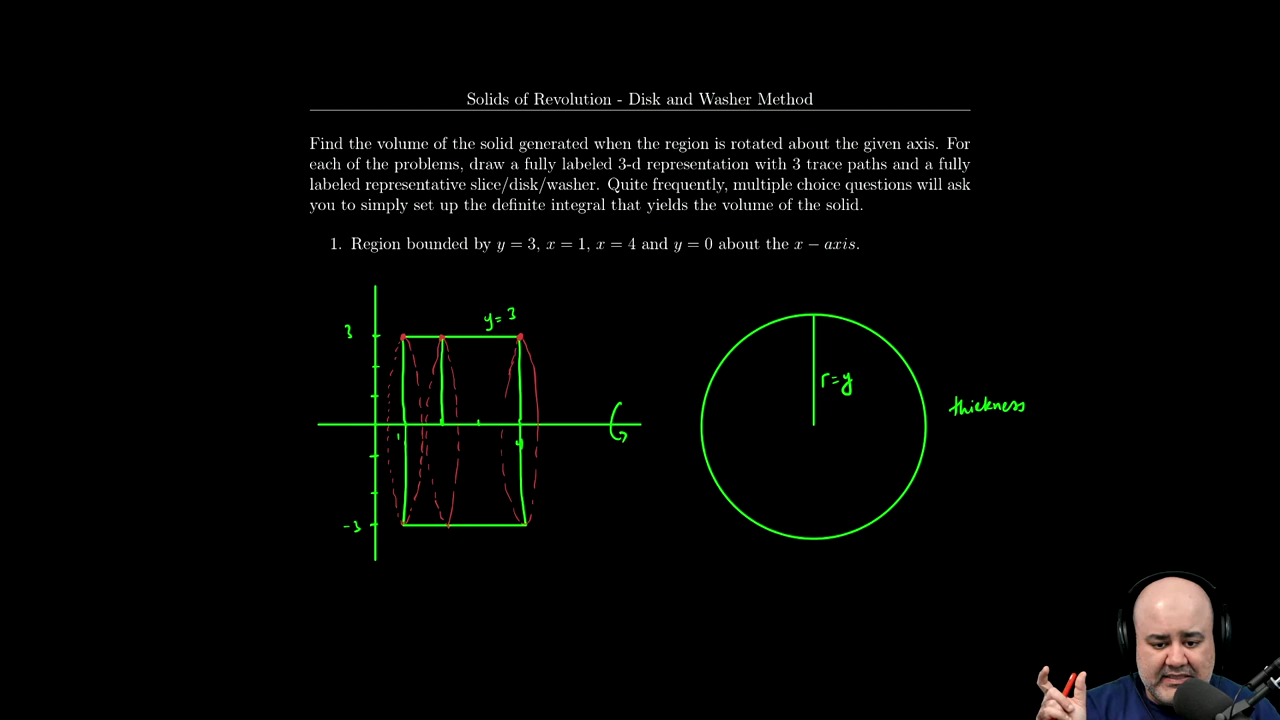 Solids of Revolution - Disk and Washer Method
Find the volume of the solid generated when the region is rotated about the given axis. For
each of the problems, draw a fully labeled 3-d representation with 3 trace paths and a fully
labeled representative slice/disk/washer. Quite frequently, multiple choice questions will ask
you to simply set up the definite integral that yields the volume of the solid.
1. Region bounded by y = 3, x = 1, x = 4 and y = 0 about the x − axis.
y = 3
3
r = y
thickness
1
4
-3